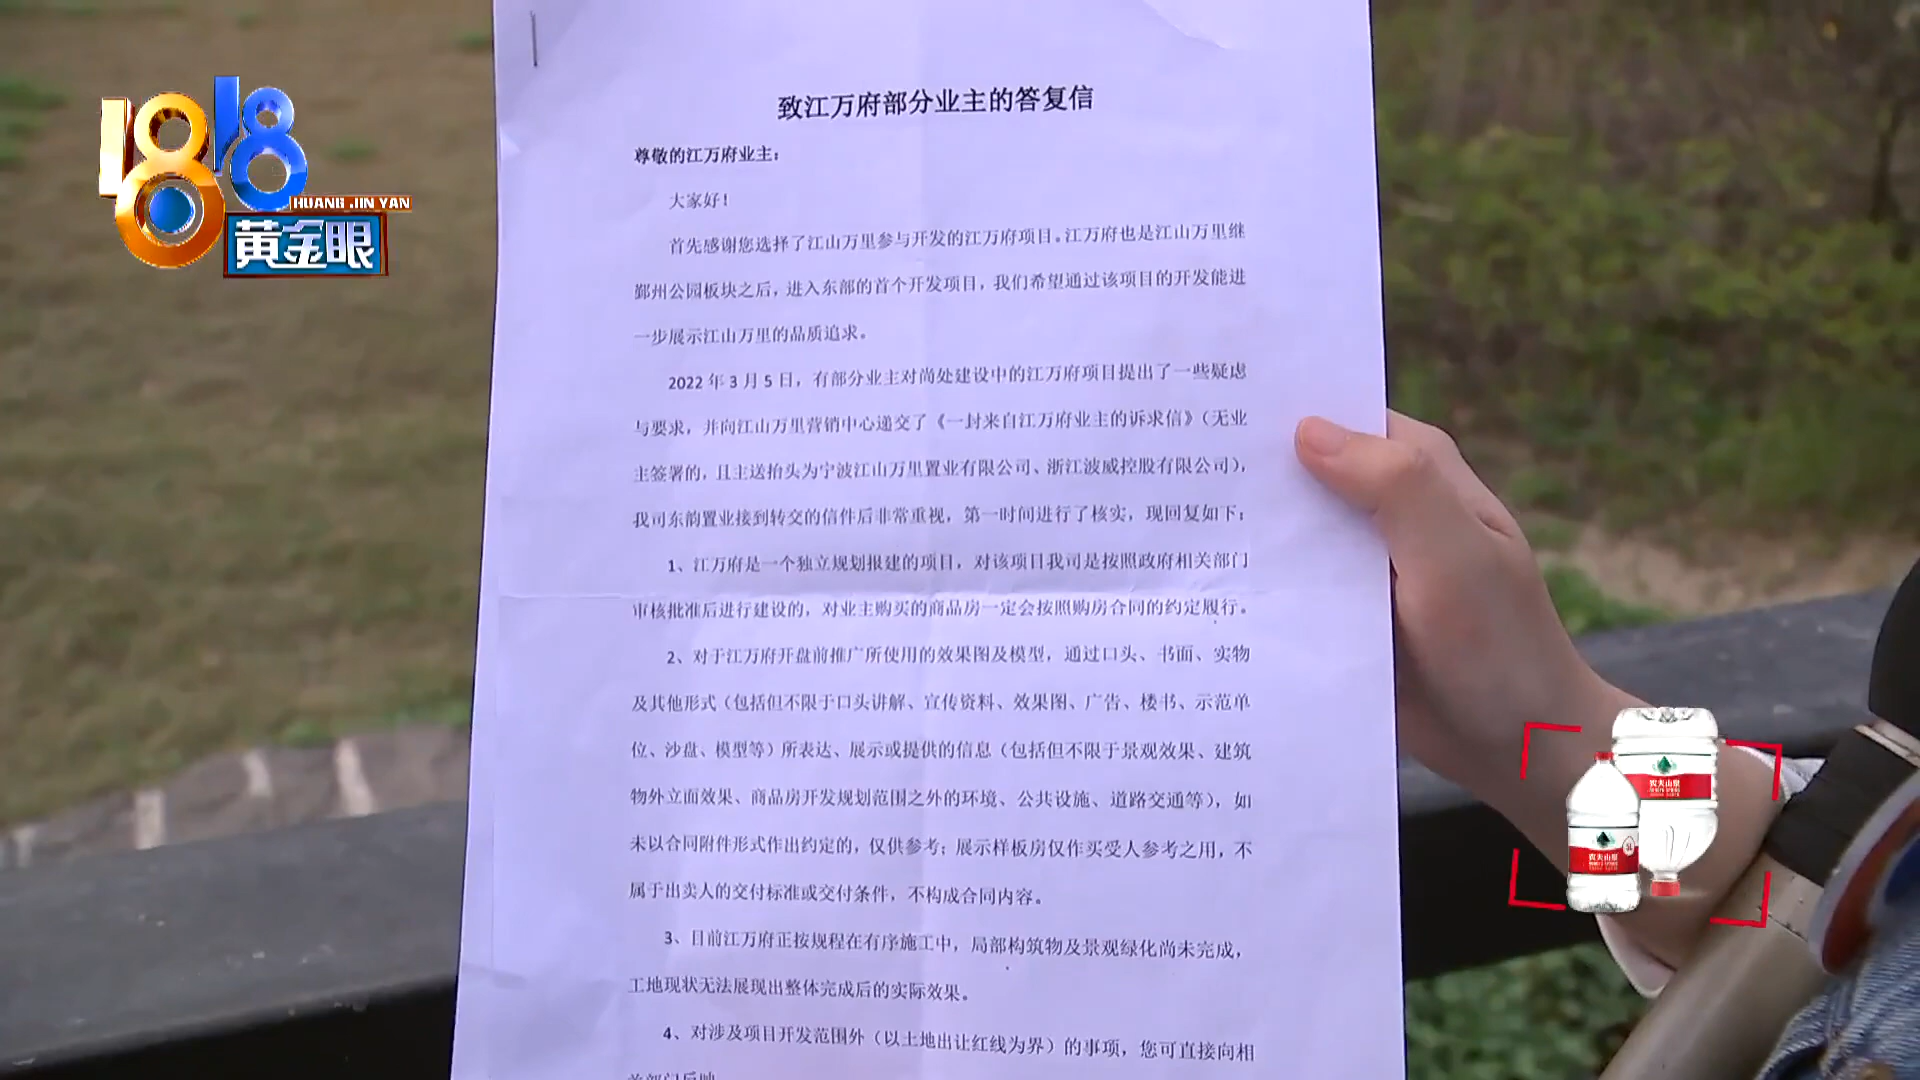 1818
HUANG JIN YAN
黄金眼
致江万府部分业主的答复信
尊敬的江万府业主：
大家好！
首先感谢您选择了江山万里参与开发的江万府项目。江万府也是江山万里继
鄞州公园板块之后，进入东部的首个开发项目，我们希望通过该项目的开发能进
一步展示江山万里的品质追求。
2022年3月5日，有部分业主对尚处建设中的江万府项目提出了一些疑虑
与要求，并向江山万里营销中心递交了《一封来自江万府业主的诉求信》（无业
主签署的，且主送抬头为宁波江山万里置业有限公司、浙江波威控股有限公司），
我司东韵置业接到转交的信件后非常重视，第一时间进行了核实，现回复如下：
1、江万府是一个独立规划报建的项目，对该项目我司是按照政府相关部门
审核批准后进行建设的，对业主购买的商品房一定会按照购房合同的约定履行。
2、对于江万府开盘前推广所使用的效果图及模型，通过口头、书面、实物
及其他形式（包括但不限于口头讲解、宣传资料、效果图、广告、楼书、示范单
位、沙盘、模型等）所表达、展示或提供的信息（包括但不限于景观效果、建筑
物外立面效果、商品房开发规划范围之外的环境、公共设施、道路交通等），如
未以合同附件形式作出约定的，仅供参考；展示样板房仅作买受人参考之用，不
属于出卖人的交付标准或交付条件，不构成合同内容。
3、目前江万府正按规程在有序施工中，局部构筑物及景观绿化尚未完成，
工地现状无法展现出整体完成后的实际效果。
4、对涉及项目开发范围外（以土地出让红线为界）的事项，您可直接向相
农夫山泉
农夫山泉
5L